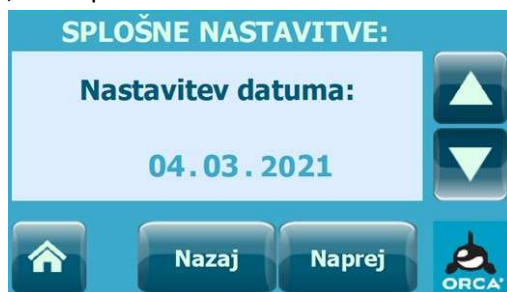 SPLOŠNE NASTAVITVE:
Nastavitev datuma:
04.03.2021
Nazaj
Naprej
ORCA